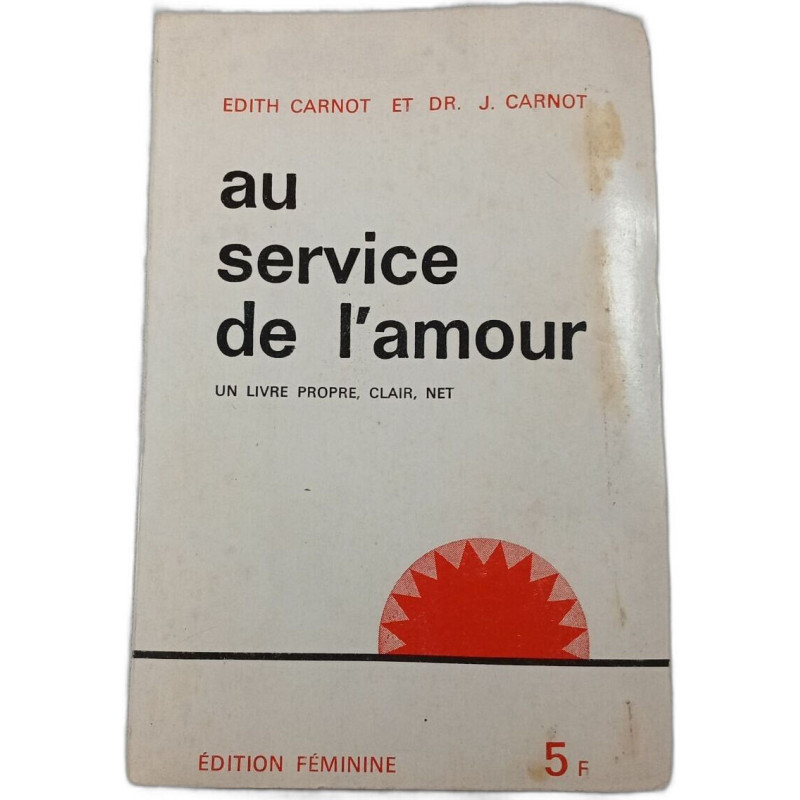 EDITH CARNOT ET DR. J. CARNOT
au
service
de l'amour
UN LIVRE PROPRE, CLAIR, NET
ÉDITION FÉMININE 5 F